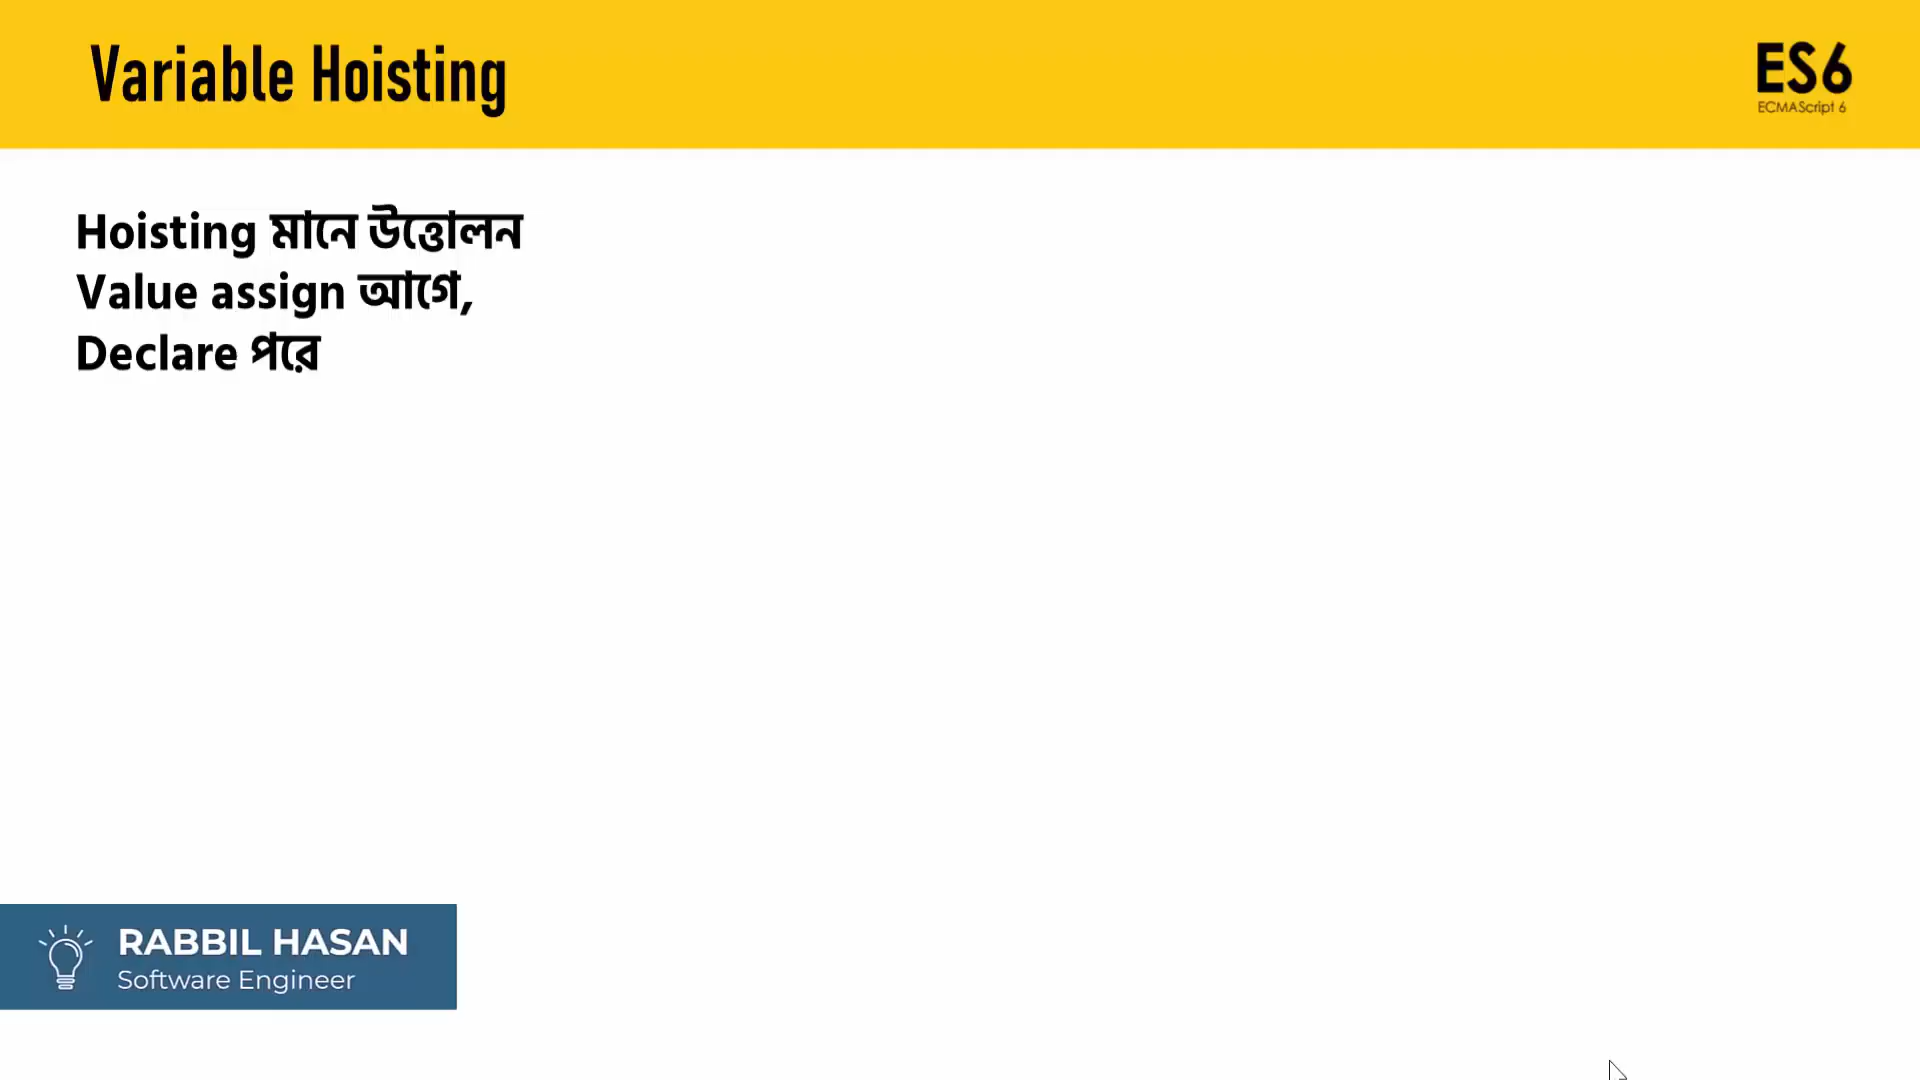 Variable Hoisting
ES6
ECMAScript 6
Hoisting মানে উত্তোলন
Value assign আগে,
Declare পরে
RABBIL HASAN
Software Engineer